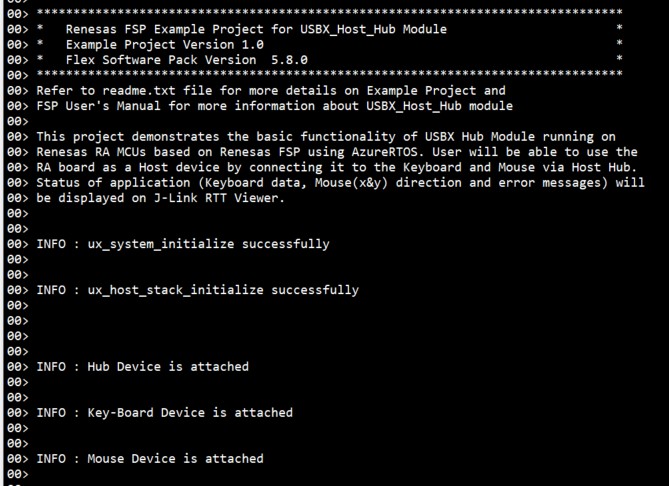 00> ********************************************************************************
00> *   Renesas FSP Example Project for USBX_Host_Hub Module                       *
00> *   Example Project Version 1.0                                                *
00> *   Flex Software Pack Version  5.8.0                                          *
00> ********************************************************************************
00> Refer to readme.txt file for more details on Example Project and
00> FSP User's Manual for more information about USBX_Host_Hub module
00>
00> This project demonstrates the basic functionality of USBX Hub Module running on
00> Renesas RA MCUs based on Renesas FSP using AzureRTOS. User will be able to use the
00> RA board as a Host device by connecting it to the Keyboard and Mouse via Host Hub.
00> Status of application (Keyboard data, Mouse(x&y) direction and error messages) will
00> be displayed on J-Link RTT Viewer.
00>
00>
00> INFO : ux_system_initialize successfully
00>
00>
00> INFO : ux_host_stack_initialize successfully
00>
00>
00>
00>
00> INFO : Hub Device is attached
00>
00>
00> INFO : Key-Board Device is attached
00>
00>
00> INFO : Mouse Device is attached
00>